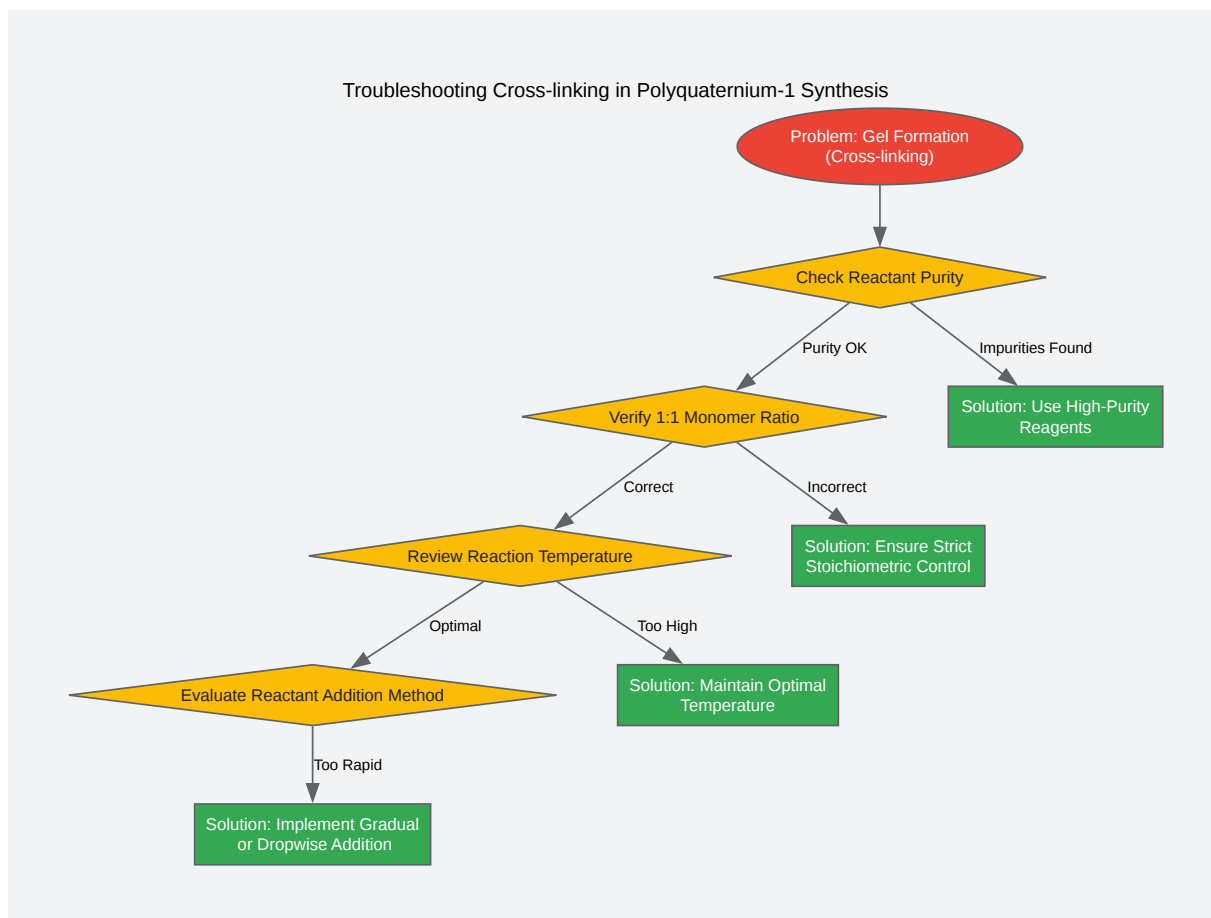 Troubleshooting Cross-linking in Polyquaternium-1 Synthesis
Problem: Gel Formation
(Cross-linking)
Check Reactant Purity
Purity OK
Impurities Found
Verify 1:1 Monomer Ratio
Solution: Use High-Purity
Reagents
Correct
Incorrect
Review Reaction Temperature
Solution: Ensure Strict
Stoichiometric Control
Optimal
Too High
Evaluate Reactant Addition Method
Solution: Maintain Optimal
Temperature
Too Rapid
Solution: Implement Gradual
or Dropwise Addition